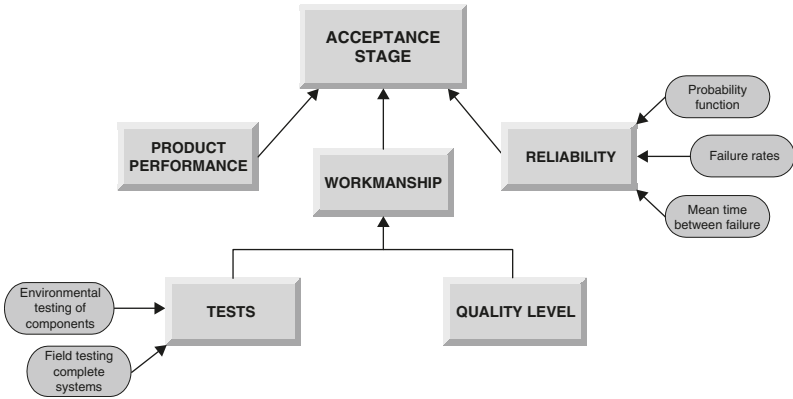 ACCEPTANCE
STAGE
PRODUCT
PERFORMANCE
WORKMANSHIP
RELIABILITY
Probability
function
Failure rates
Mean time
between failure
TESTS
QUALITY LEVEL
Environmental
testing of
components
Field testing
complete
systems